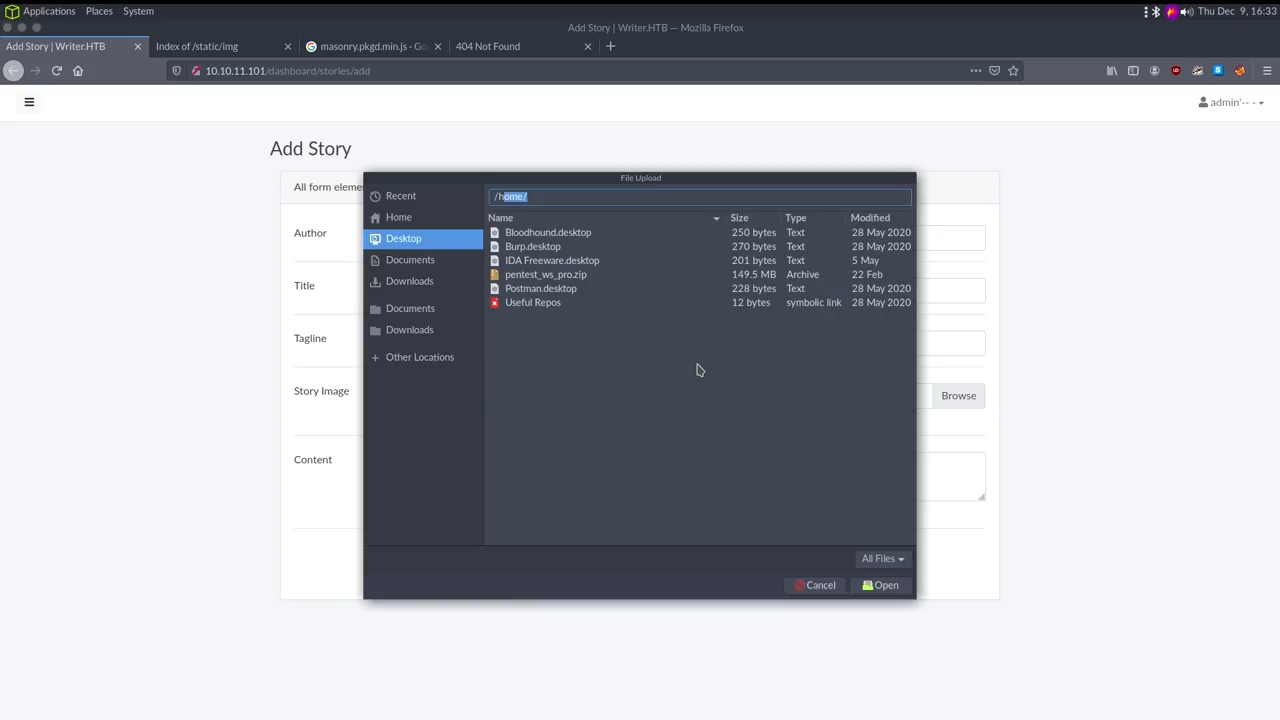 Applications Places System Thu Dec 9, 16:33
Add Story | Writer.HTB — Mozilla Firefox
Add Story | Writer.HTB Index of /static/img masonry.pkgd.min.js - Go 404 Not Found
10.10.11.101/dashboard/stories/add
admin'-- -
Add Story
All form eleme
Author
Title
Tagline
Story Image
Browse
Content
File Upload
Recent
Home
Desktop
Documents
Downloads
Documents
Downloads
Other Locations
/home/
Name Size Type Modified
Bloodhound.desktop 250 bytes Text 28 May 2020
Burp.desktop 270 bytes Text 28 May 2020
IDA Freeware.desktop 201 bytes Text 5 May
pentest_ws_pro.zip 149.5 MB Archive 22 Feb
Postman.desktop 228 bytes Text 28 May 2020
Useful Repos 12 bytes symbolic link 28 May 2020
All Files
Cancel Open